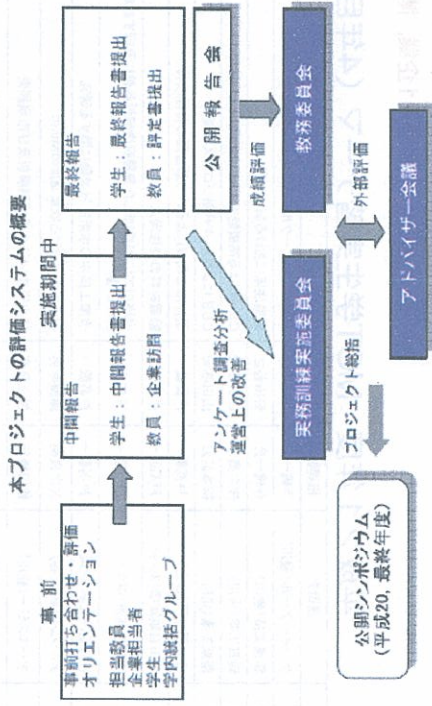 本プロジェクトの評価システムの概要
事前
実施期間中
事前打ち合わせ・評価
オリエンテーション
担当教員
企業担当者
学生
学内統括グループ
中間報告
学生:中間報告書提出
教員:企業訪問
最終報告
学生:最終報告書提出
教員:評定書提出
公開報告会
アンケート調査分析
運営上の改善
成績評価
実務訓練実施委員会
教務委員会
プロジェクト総括
外部評価
公開シンポジウム
(平成20, 最終年度)
アドバイザー会議